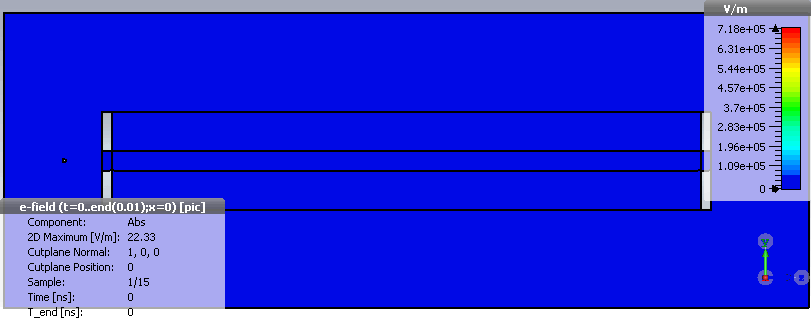 V/m
7.18e+05
6.31e+05
5.44e+05
4.57e+05
3.7e+05
2.83e+05
1.96e+05
1.09e+05
0
e-field (t=0..end(0.01);x=0) [pic]
Component: Abs
2D Maximum [V/m]: 22.33
Cutplane Normal: 1, 0, 0
Cutplane Position: 0
Sample: 1/15
Time [ns]: 0
T_end [ns]: 0